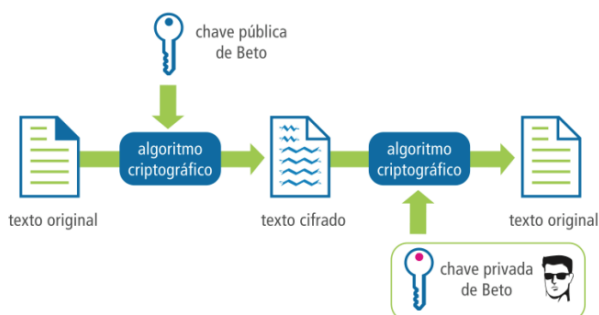 chave pública
de Beto
algoritmo
criptográfico
algoritmo
criptográfico
texto original
texto cifrado
texto original
chave privada
de Beto